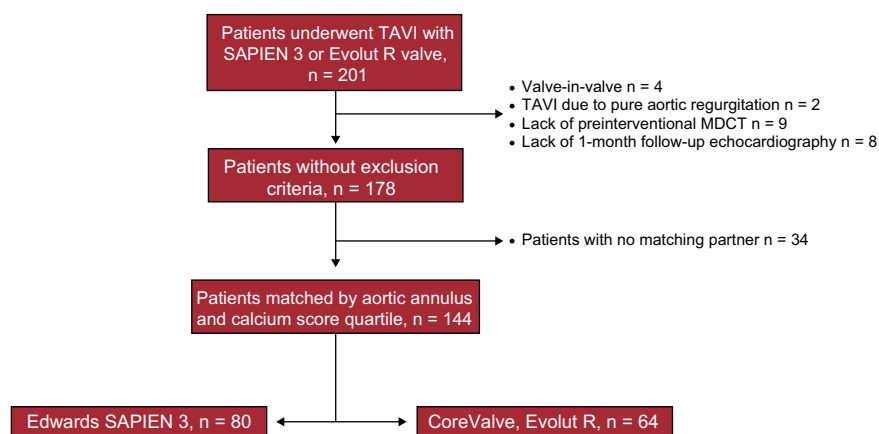 Patients underwent TAVI with
SAPIEN 3 or Evolut R valve,
n = 201
• Valve-in-valve n = 4
• TAVI due to pure aortic regurgitation n = 2
• Lack of preinterventional MDCT n = 9
• Lack of 1-month follow-up echocardiography n = 8
Patients without exclusion
criteria, n = 178
• Patients with no matching partner n = 34
Patients matched by aortic annulus
and calcium score quartile, n = 144
Edwards SAPIEN 3, n = 80
CoreValve, Evolut R, n = 64